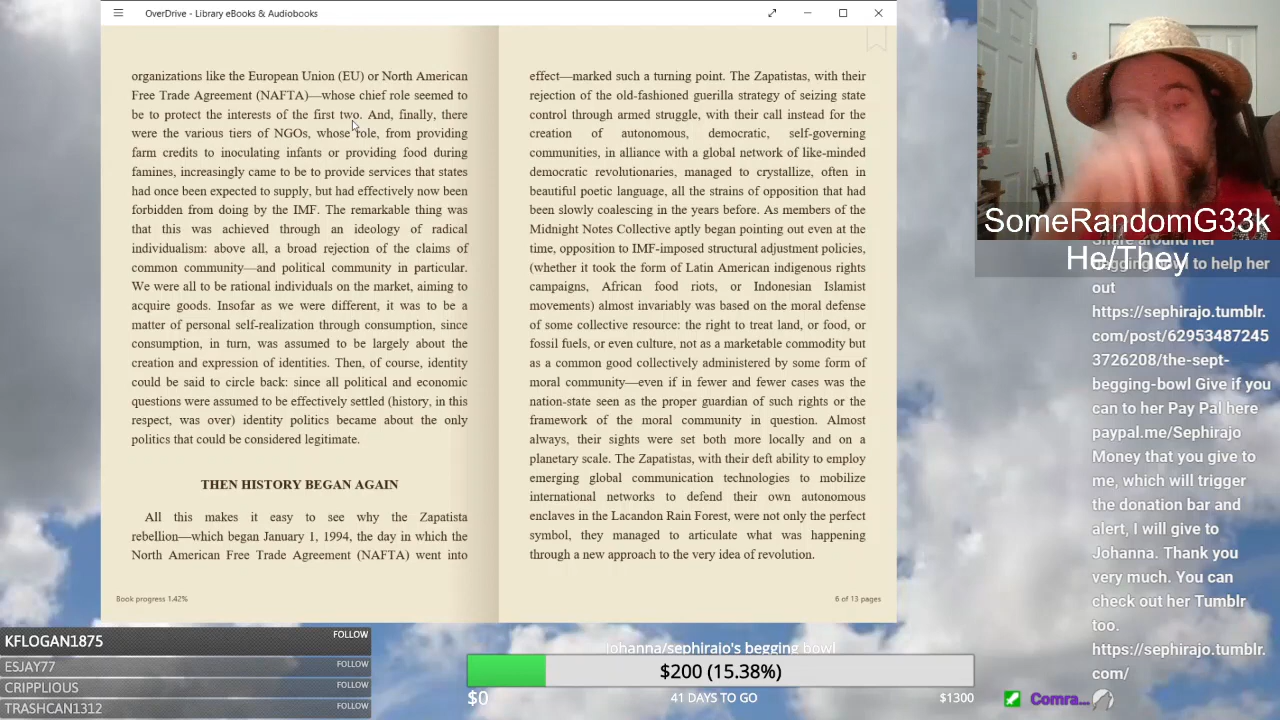 OverDrive - Library eBooks & Audiobooks
organizations like the European Union (EU) or North American
Free Trade Agreement (NAFTA)—whose chief role seemed to
be to protect the interests of the first two. And, finally, there
were the various tiers of NGOs, whose role, from providing
farm credits to inoculating infants or providing food during
famines, increasingly came to be to provide services that states
had once been expected to supply, but had effectively now been
forbidden from doing by the IMF. The remarkable thing was
that this was achieved through an ideology of radical
individualism: above all, a broad rejection of the claims of
common community—and political community in particular.
We were all to be rational individuals on the market, aiming to
acquire goods. Insofar as we were different, it was to be a
matter of personal self-realization through consumption, since
consumption, in turn, was assumed to be largely about the
creation and expression of identities. Then, of course, identity
could be said to circle back: since all political and economic
questions were assumed to be effectively settled (history, in this
respect, was over) identity politics became about the only
politics that could be considered legitimate.
THEN HISTORY BEGAN AGAIN
All this makes it easy to see why the Zapatista
rebellion—which began January 1, 1994, the day in which the
North American Free Trade Agreement (NAFTA) went into
Book progress 1.42%
effect—marked such a turning point. The Zapatistas, with their
rejection of the old-fashioned guerilla strategy of seizing state
control through armed struggle, with their call instead for the
creation of autonomous, democratic, self-governing
communities, in alliance with a global network of like-minded
democratic revolutionaries, managed to crystallize, often in
beautiful poetic language, all the strains of opposition that had
been slowly coalescing in the years before. As members of the
Midnight Notes Collective aptly began pointing out even at the
time, opposition to IMF-imposed structural adjustment policies,
(whether it took the form of Latin American indigenous rights
campaigns, African food riots, or Indonesian Islamist
movements) almost invariably was based on the moral defense
of some collective resource: the right to treat land, or food, or
fossil fuels, or even culture, not as a marketable commodity but
as a common good collectively administered by some form of
moral community—even if in fewer and fewer cases was the
nation-state seen as the proper guardian of such rights or the
framework of the moral community in question. Almost
always, their sights were set both more locally and on a
planetary scale. The Zapatistas, with their deft ability to employ
emerging global communication technologies to mobilize
international networks to defend their own autonomous
enclaves in the Lacandon Rain Forest, were not only the perfect
symbol, they managed to articulate what was happening
through a new approach to the very idea of revolution.
6 of 13 pages
SomeRandomG33k
He/They
Share around her
begging bowl to help her
out
https://sephirajo.tumblr.
com/post/62953487245
3726208/the-sept-
begging-bowl Give if you
can to her Pay Pal here
paypal.me/Sephirajo
Money that you give to
me, which will trigger
the donation bar and
alert, I will give to
Johanna. Thank you
very much. You can
check out her Tumblr
too.
https://sephirajo.tumblr.
com/
Comra...
KFLOGAN1875 FOLLOW
ESJAY77 FOLLOW
CRIPPLIOUS FOLLOW
TRASHCAN1312 FOLLOW
Johanna/sephirajo's begging bowl
$200 (15.38%)
$0 41 DAYS TO GO $1300